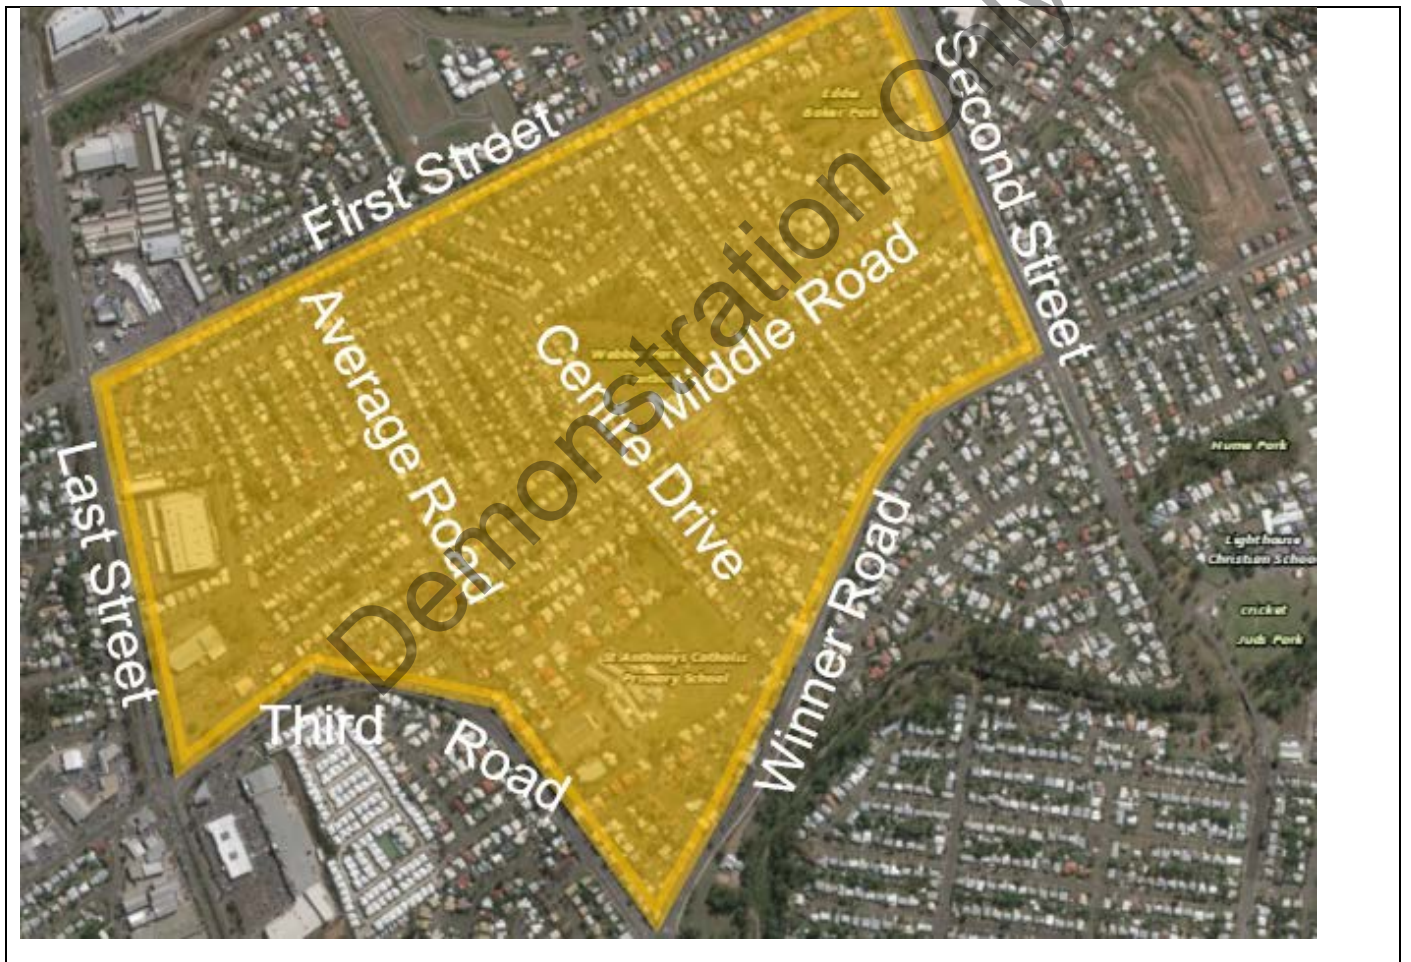 Eddie
Baker Park
Second Street
First Street
Demonstration Only
Middle Road
Average Road
Centre Drive
Hume Park
Last Street
Winner Road
Lighthouse
Christian School
cricket
Juds Park
St Anthonys Catholic
Primary School
Third Road